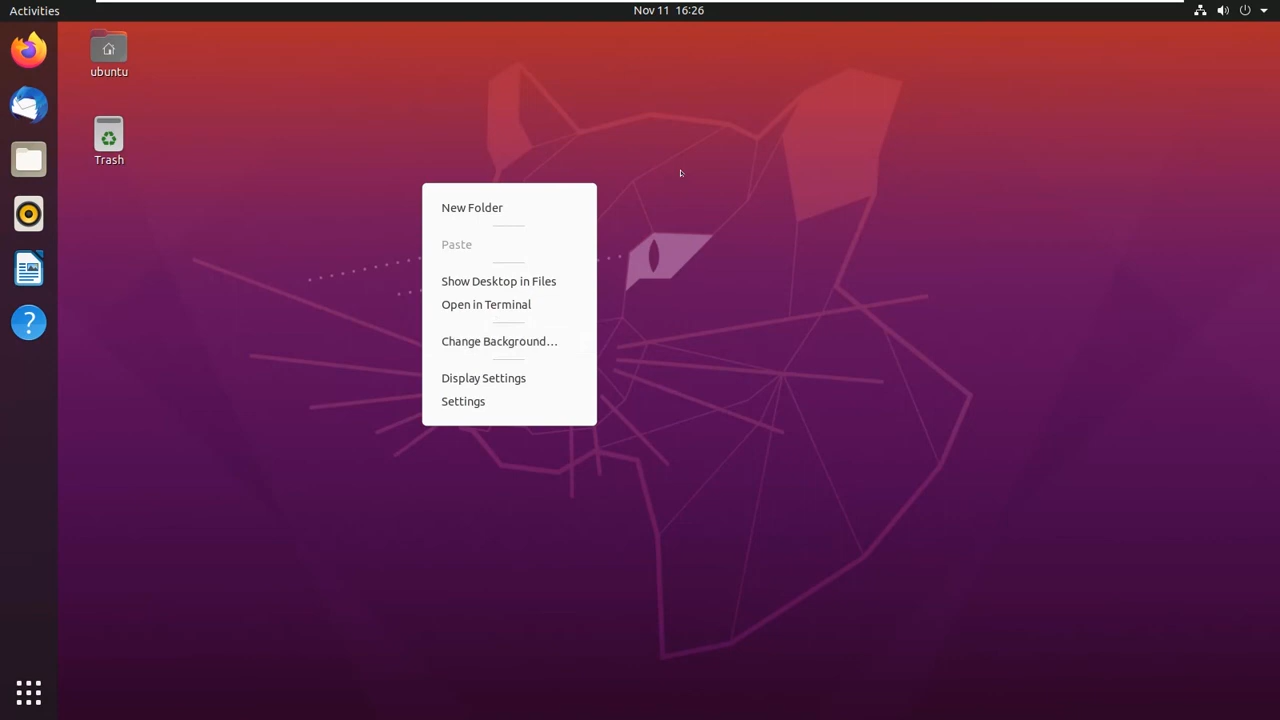 Activities
Nov 11 16:26
ubuntu
Trash
New Folder
Paste
Show Desktop in Files
Open in Terminal
Change Background…
Display Settings
Settings
?